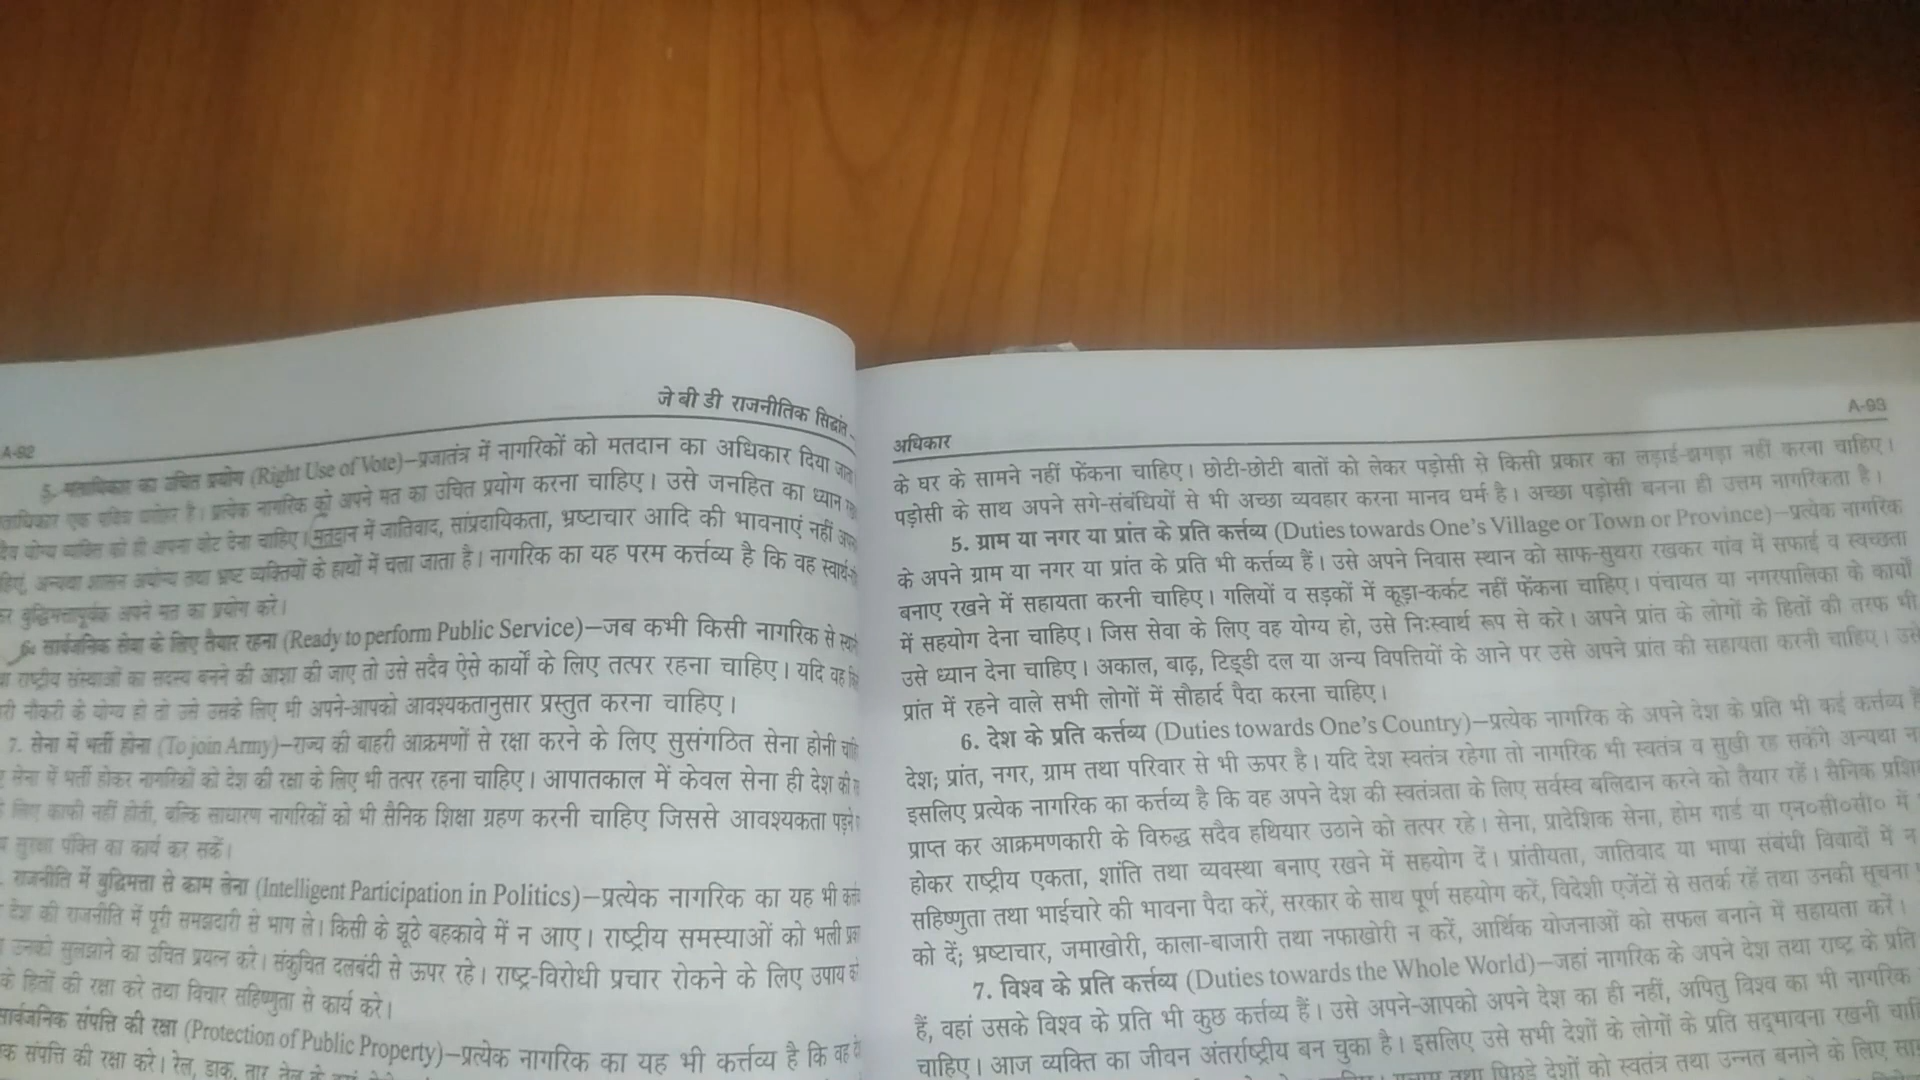 A-92
जे बी डी राजनीतिक सिद्धांत
5. मताधिकार का उचित प्रयोग (Right Use of Vote)—प्रजातंत्र में नागरिकों को मतदान का अधिकार दिया जाता
एक पवित्र धरोहर है। प्रत्येक नागरिक को अपने मत का उचित प्रयोग करना चाहिए। उसे जनहित का ध्यान
योग्य व्यक्ति को ही अपना वोट देना चाहिए। मतदान में जातिवाद, सांप्रदायिकता, भ्रष्टाचार आदि की भावनाएं नहीं
अन्यथा शासन अयोग्य तथा भ्रष्ट व्यक्तियों के हाथों में चला जाता है। नागरिक का यह परम कर्त्तव्य है कि वह
बुद्धिमत्तापूर्वक अपने मत का प्रयोग करे।
6. सार्वजनिक सेवा के लिए तैयार रहना (Ready to perform Public Service)—जब कभी किसी नागरिक से
राष्ट्रीय संस्थाओं का सदस्य बनने की आशा की जाए तो उसे सदैव ऐसे कार्यों के लिए तत्पर रहना चाहिए। यदि वह
नौकरी के योग्य हो तो उसे उसके लिए भी अपने-आपको आवश्यकतानुसार प्रस्तुत करना चाहिए।
7. सेना में भर्ती होना (To join Army)—राज्य की बाहरी आक्रमणों से रक्षा करने के लिए सुसंगठित सेना होनी
सेना में भर्ती होकर नागरिकों को देश की रक्षा के लिए भी तत्पर रहना चाहिए। आपातकाल में केवल सेना ही देश की
लिए काफी नहीं होती, बल्कि साधारण नागरिकों को भी सैनिक शिक्षा ग्रहण करनी चाहिए जिससे आवश्यकता पड़ने
सुरक्षा पंक्ति का कार्य कर सकें।
राजनीति में बुद्धिमत्ता से काम लेना (Intelligent Participation in Politics)—प्रत्येक नागरिक का यह भी
देश की राजनीति में पूरी समझदारी से भाग ले। किसी के झूठे बहकावे में न आए। राष्ट्रीय समस्याओं को भली
उनको सुलझाने का उचित प्रयत्न करे। संकुचित दलबंदी से ऊपर रहे। राष्ट्र-विरोधी प्रचार रोकने के लिए उपाय
के हितों की रक्षा करे तथा विचार सहिष्णुता से कार्य करे।
सार्वजनिक संपत्ति की रक्षा (Protection of Public Property)—प्रत्येक नागरिक का यह भी कर्त्तव्य है कि वह
संपत्ति की रक्षा करे। रेल, डाक, तार,
अधिकार
A-93
के घर के सामने नहीं फेंकना चाहिए। छोटी-छोटी बातों को लेकर पड़ोसी से किसी प्रकार का लड़ाई-झगड़ा नहीं करना चाहिए।
पड़ोसी के साथ अपने सगे-संबंधियों से भी अच्छा व्यवहार करना मानव धर्म है। अच्छा पड़ोसी बनना ही उत्तम नागरिकता है।
5. ग्राम या नगर या प्रांत के प्रति कर्त्तव्य (Duties towards One's Village or Town or Province)—प्रत्येक नागरिक
के अपने ग्राम या नगर या प्रांत के प्रति भी कर्त्तव्य हैं। उसे अपने निवास स्थान को साफ-सुथरा रखकर गांव में सफाई व स्वच्छता
बनाए रखने में सहायता करनी चाहिए। गलियों व सड़कों में कूड़ा-कर्कट नहीं फेंकना चाहिए। पंचायत या नगरपालिका के कार्यों
में सहयोग देना चाहिए। जिस सेवा के लिए वह योग्य हो, उसे निःस्वार्थ रूप से करे। अपने प्रांत के लोगों के हितों की तरफ भी
उसे ध्यान देना चाहिए। अकाल, बाढ़, टिड्डी दल या अन्य विपत्तियों के आने पर उसे अपने प्रांत की सहायता करनी चाहिए। उसे
प्रांत में रहने वाले सभी लोगों में सौहार्द पैदा करना चाहिए।
6. देश के प्रति कर्त्तव्य (Duties towards One's Country)—प्रत्येक नागरिक के अपने देश के प्रति भी कई कर्त्तव्य हैं
देश; प्रांत, नगर, ग्राम तथा परिवार से भी ऊपर है। यदि देश स्वतंत्र रहेगा तो नागरिक भी स्वतंत्र व सुखी रह सकेंगे अन्यथा
इसलिए प्रत्येक नागरिक का कर्त्तव्य है कि वह अपने देश की स्वतंत्रता के लिए सर्वस्व बलिदान करने को तैयार रहें। सैनिक
प्राप्त कर आक्रमणकारी के विरुद्ध सदैव हथियार उठाने को तत्पर रहे। सेना, प्रादेशिक सेना, होम गार्ड या एन०सी०सी० में
होकर राष्ट्रीय एकता, शांति तथा व्यवस्था बनाए रखने में सहयोग दें। प्रांतीयता, जातिवाद या भाषा संबंधी विवादों में न
सहिष्णुता तथा भाईचारे की भावना पैदा करें, सरकार के साथ पूर्ण सहयोग करें, विदेशी एजेंटों से सतर्क रहें तथा उनकी सूचना
को दें; भ्रष्टाचार, जमाखोरी, काला-बाजारी तथा नफाखोरी न करें, आर्थिक योजनाओं को सफल बनाने में सहायता करें।
7. विश्व के प्रति कर्त्तव्य (Duties towards the Whole World)—जहां नागरिक के अपने देश तथा राष्ट्र के प्रति
हैं, वहां उसके विश्व के प्रति भी कुछ कर्त्तव्य हैं। उसे अपने-आपको अपने देश का ही नहीं, अपितु विश्व का भी नागरिक
चाहिए। आज व्यक्ति का जीवन अंतर्राष्ट्रीय बन चुका है। इसलिए उसे सभी देशों के लोगों के प्रति सद्भावना रखनी
तथा पिछड़े देशों को स्वतंत्र तथा उन्नत बनाने के लिए